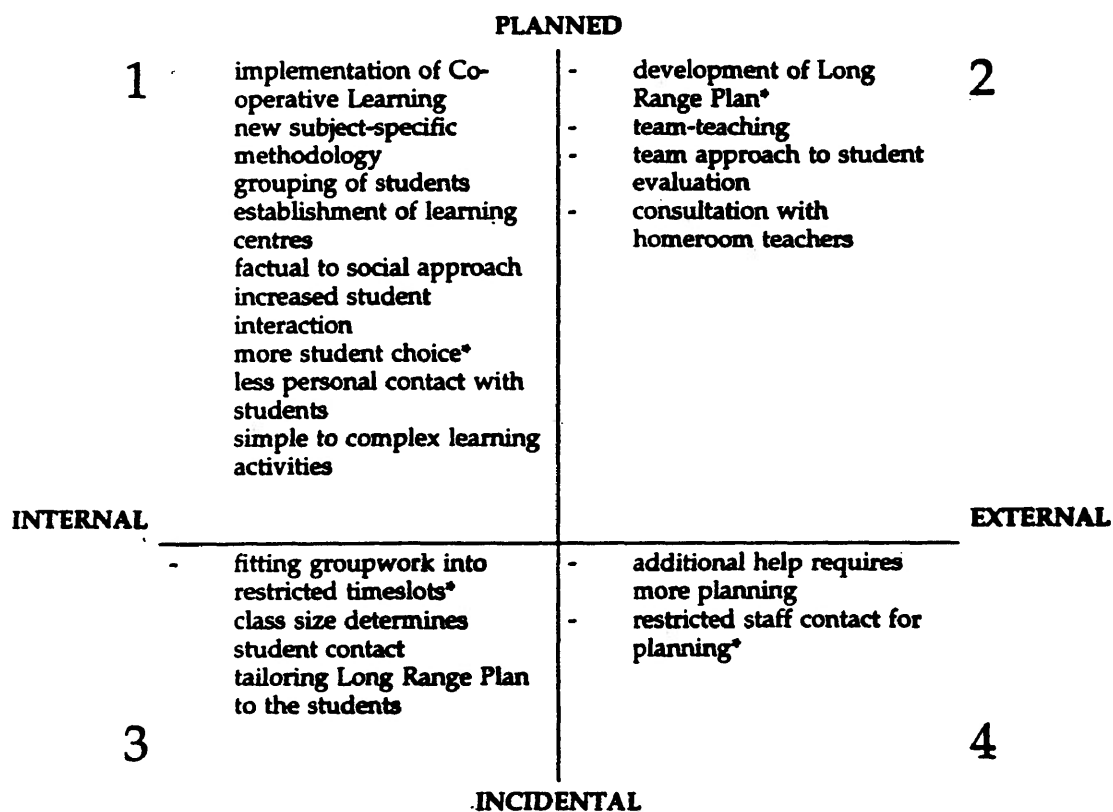 PLANNED
1
implementation of Co-
operative Learning
new subject-specific
methodology
grouping of students
establishment of learning
centres
factual to social approach
increased student
interaction
more student choice*
less personal contact with
students
simple to complex learning
activities
2
- development of Long
Range Plan*
- team-teaching
- team approach to student
evaluation
- consultation with
homeroom teachers
INTERNAL
EXTERNAL
- fitting groupwork into
restricted timeslots*
class size determines
student contact
tailoring Long Range Plan
to the students
3
- additional help requires
more planning
- restricted staff contact for
planning*
4
INCIDENTAL